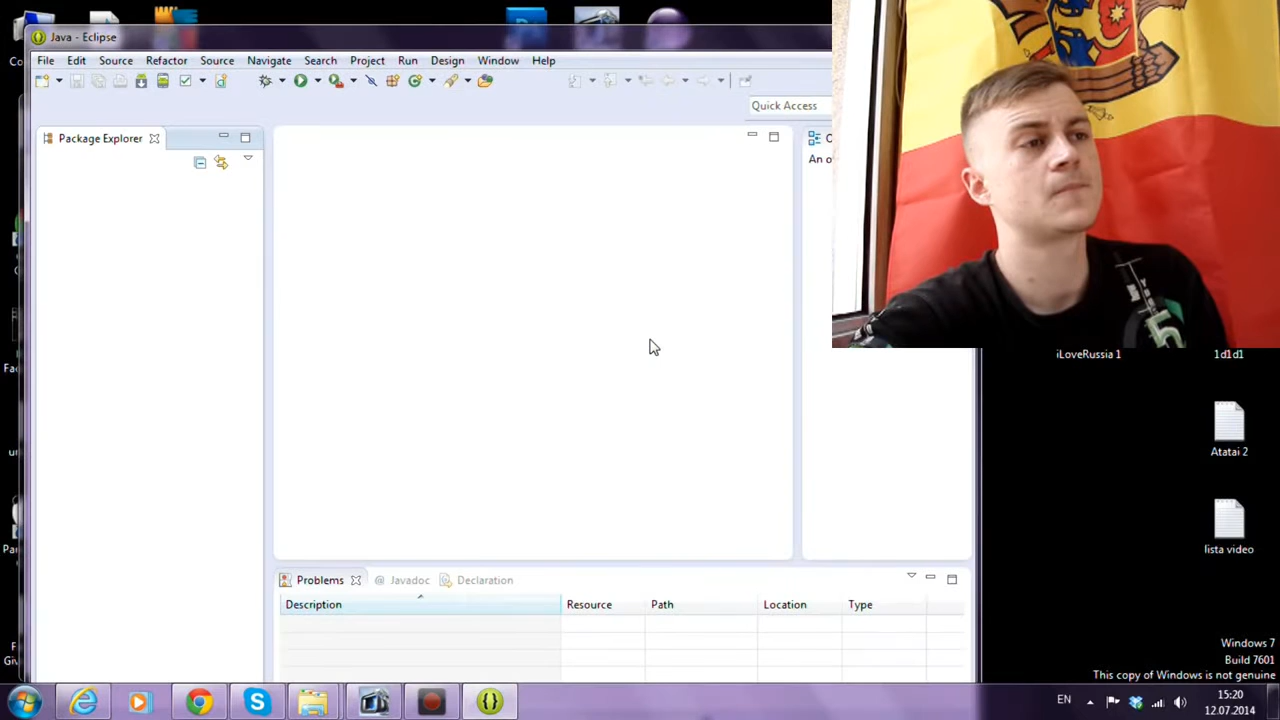 Java - Eclipse
File Edit Source Refactor Source Navigate Search Project Run Design Window Help
Quick Access
Package Explorer
An o
iLoveRussia 1
1d1d1
Atatai 2
lista video
Problems @ Javadoc Declaration
Description Resource Path Location Type
Windows 7
Build 7601
This copy of Windows is not genuine
EN
15:20
12.07.2014